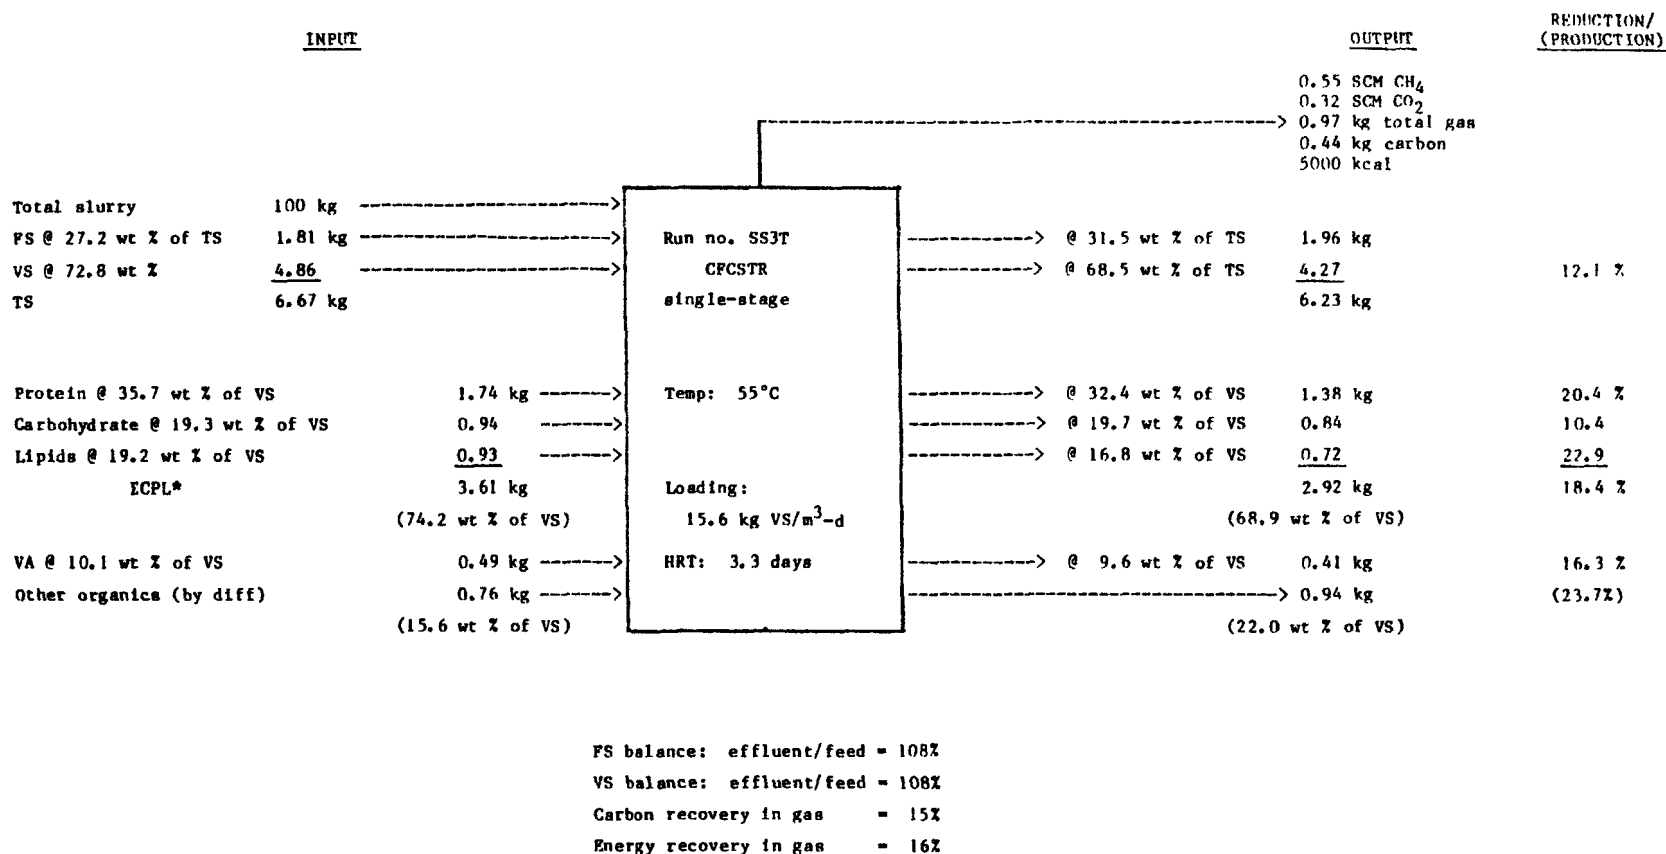 INPUT OUTPUT REDUCTION/
(PRODUCTION)
0.55 SCM CH4
0.32 SCM CO2
0.97 kg total gas
0.44 kg carbon
5000 kcal
Total slurry 100 kg
FS @ 27.2 wt % of TS 1.81 kg Run no. SS3T @ 31.5 wt % of TS 1.96 kg
VS @ 72.8 wt % 4.86 CFCSTR @ 68.5 wt % of TS 4.27 12.1 %
TS 6.67 kg single-stage 6.23 kg
Protein @ 35.7 wt % of VS 1.74 kg Temp: 55°C @ 32.4 wt % of VS 1.38 kg 20.4 %
Carbohydrate @ 19.3 wt % of VS 0.94 @ 19.7 wt % of VS 0.84 10.4
Lipids @ 19.2 wt % of VS 0.93 @ 16.8 wt % of VS 0.72 22.9
ECPL* 3.61 kg Loading: 2.92 kg 18.4 %
(74.2 wt % of VS) 15.6 kg VS/m3-d (68.9 wt % of VS)
VA @ 10.1 wt % of VS 0.49 kg HRT: 3.3 days @ 9.6 wt % of VS 0.41 kg 16.3 %
Other organics (by diff) 0.76 kg 0.94 kg (23.7%)
(15.6 wt % of VS) (22.0 wt % of VS)
FS balance: effluent/feed = 108%
VS balance: effluent/feed = 108%
Carbon recovery in gas = 15%
Energy recovery in gas = 16%